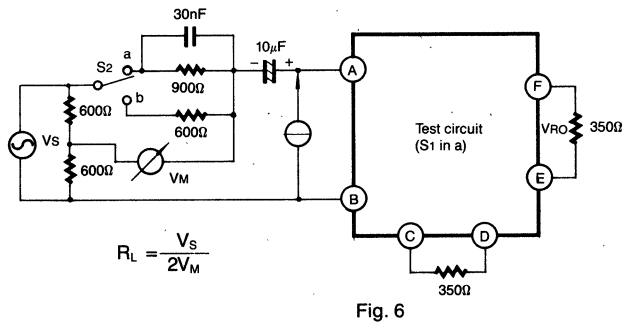 30nF
S2
a
10µF
− +
900Ω
b
600Ω
600Ω
VS
600Ω
VM
A
B
C
D
E
F
Test circuit
(S1 in a)
VRO
350Ω
350Ω
RL = VS / 2VM
Fig. 6